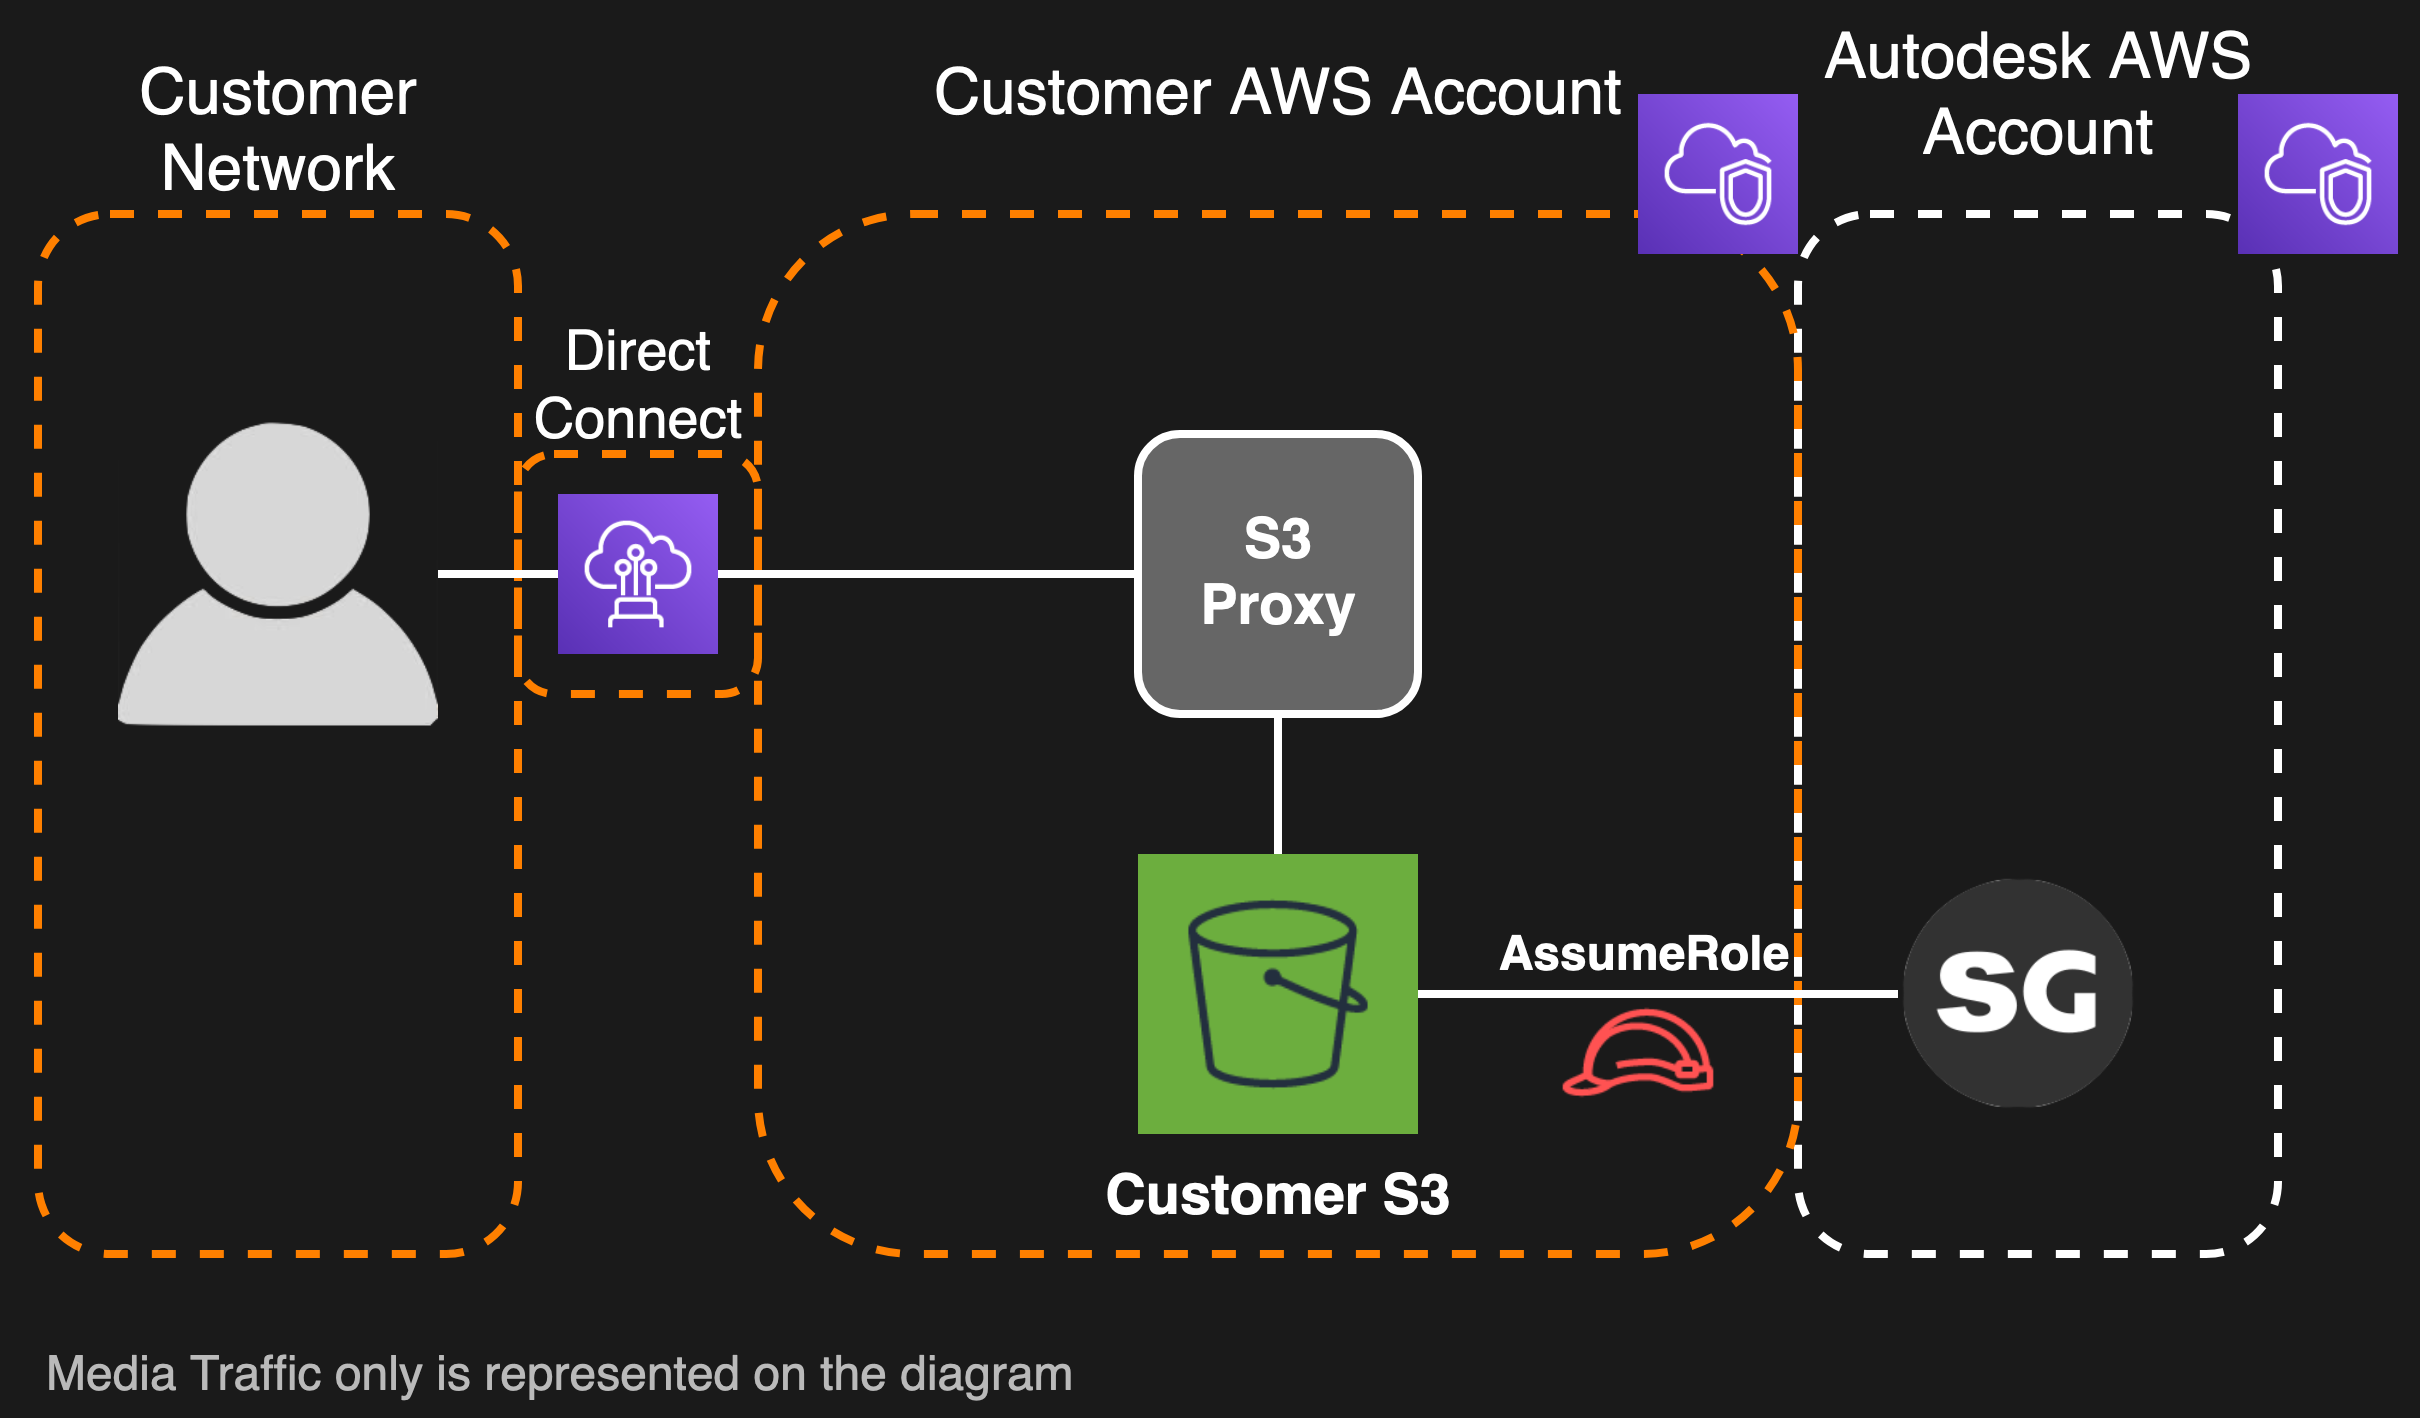 Customer
Network
Customer AWS Account
Autodesk AWS
Account
Direct
Connect
S3
Proxy
AssumeRole
SG
Customer S3
Media Traffic only is represented on the diagram